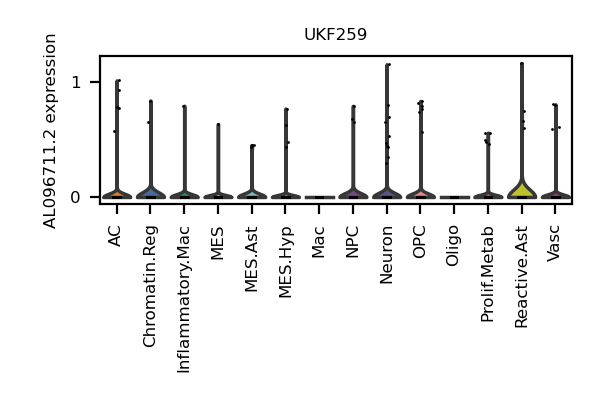 UKF259
AL096711.2 expression
1
0
AC
Chromatin.Reg
Inflammatory.Mac
MES
MES.Ast
MES.Hyp
Mac
NPC
Neuron
OPC
Oligo
Prolif.Metab
Reactive.Ast
Vasc